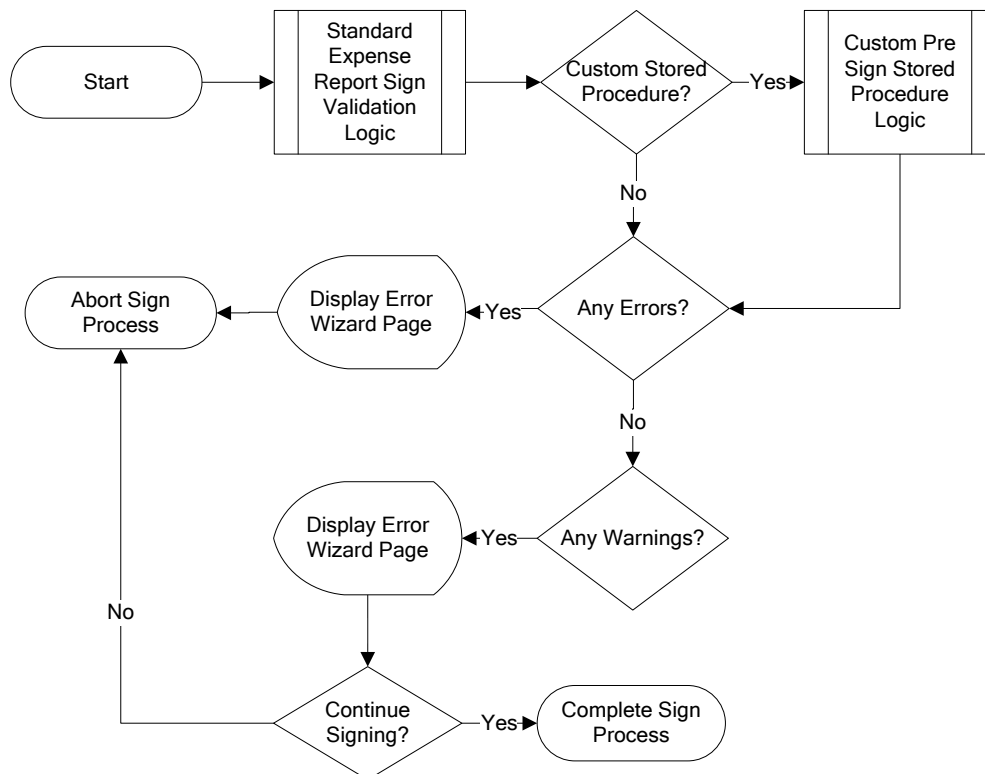 Start
Standard
Expense
Report Sign
Validation
Logic
Custom Stored
Procedure?
Yes
Custom Pre
Sign Stored
Procedure
Logic
No
Abort Sign
Process
Display Error
Wizard Page
Yes
Any Errors?
No
Display Error
Wizard Page
Yes
Any Warnings?
No
Continue
Signing?
Yes
Complete Sign
Process